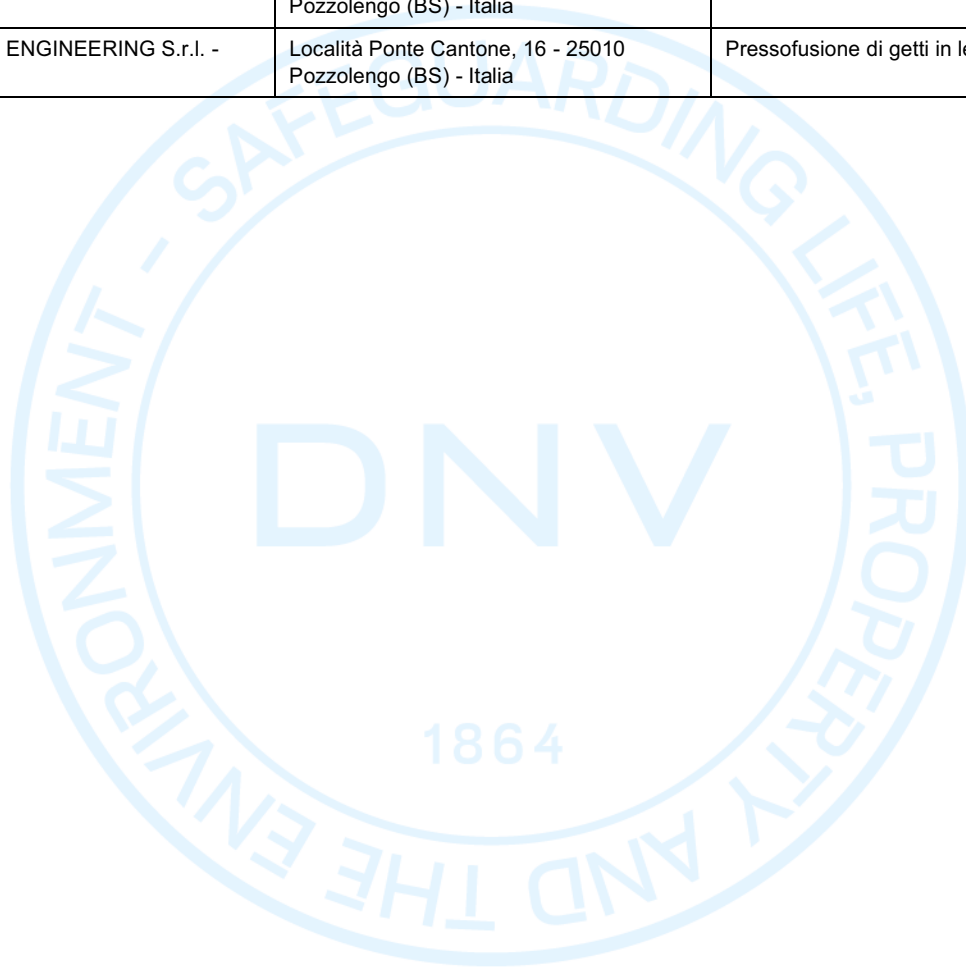 Pozzolengo (BS) - Italia
ENGINEERING S.r.l. -
Località Ponte Cantone, 16 - 25010
Pozzolengo (BS) - Italia
Pressofusione di getti in
SAFEGUARDING LIFE, PROPERTY AND THE ENVIRONMENT -
DNV
1864